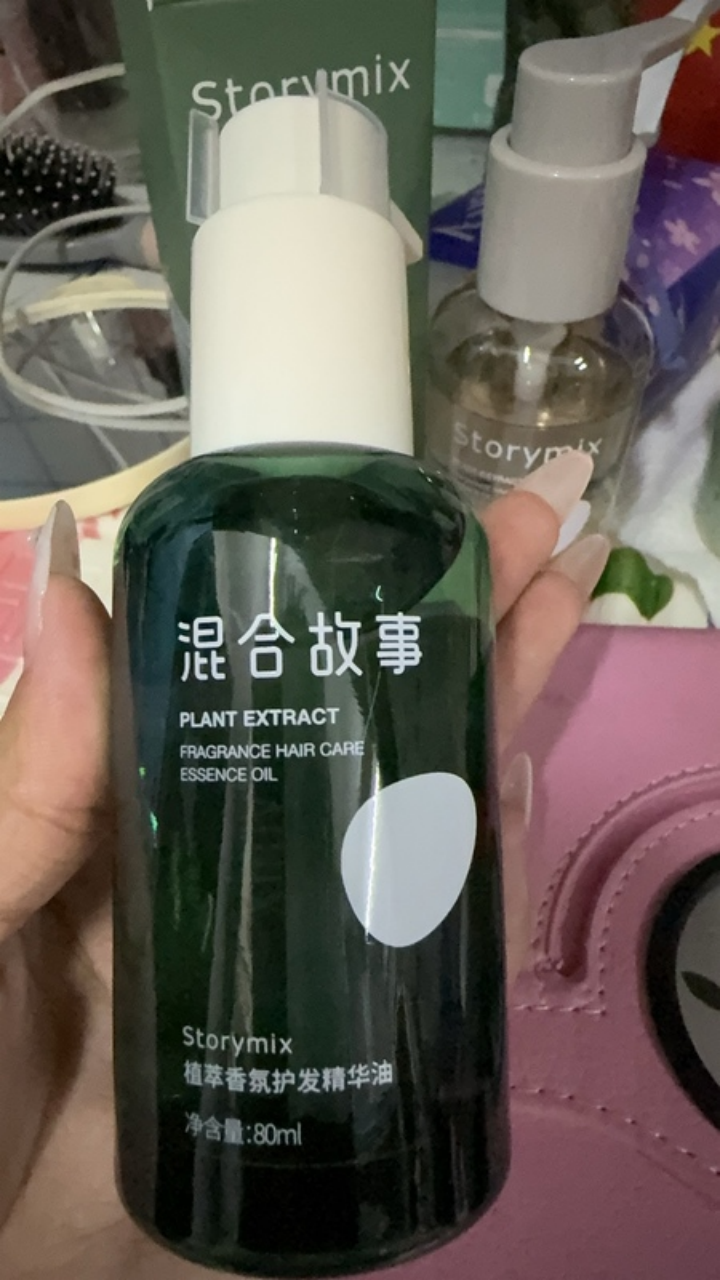 Storymix
Storymix
混合故事
PLANT EXTRACT
FRAGRANCE HAIR CARE
ESSENCE OIL
Storymix
植萃香氛护发精华油
净含量:80ml